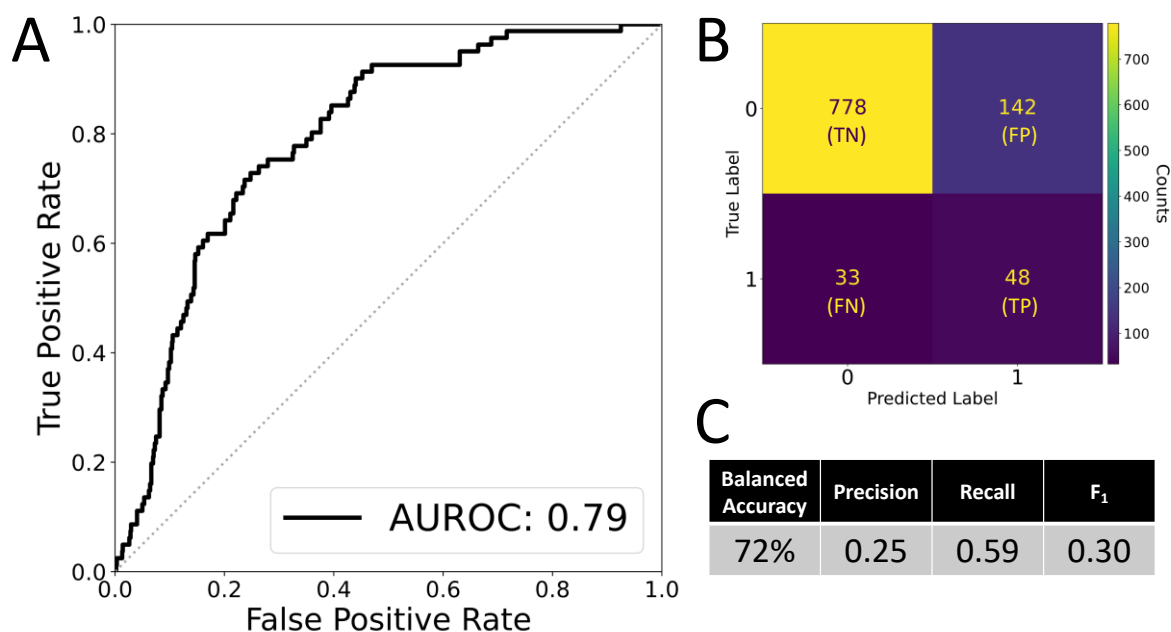 A
1.0
0.8
0.6
0.4
0.2
0.0
True Positive Rate
AUROC: 0.79
0.0 0.2 0.4 0.6 0.8 1.0
False Positive Rate
B
True Label
0
778
(TN)
142
(FP)
1
33
(FN)
48
(TP)
0 1
Predicted Label
700
600
500
400
300
200
100
Counts
C
Balanced
Accuracy
Precision
Recall
F₁
72% 0.25 0.59 0.30